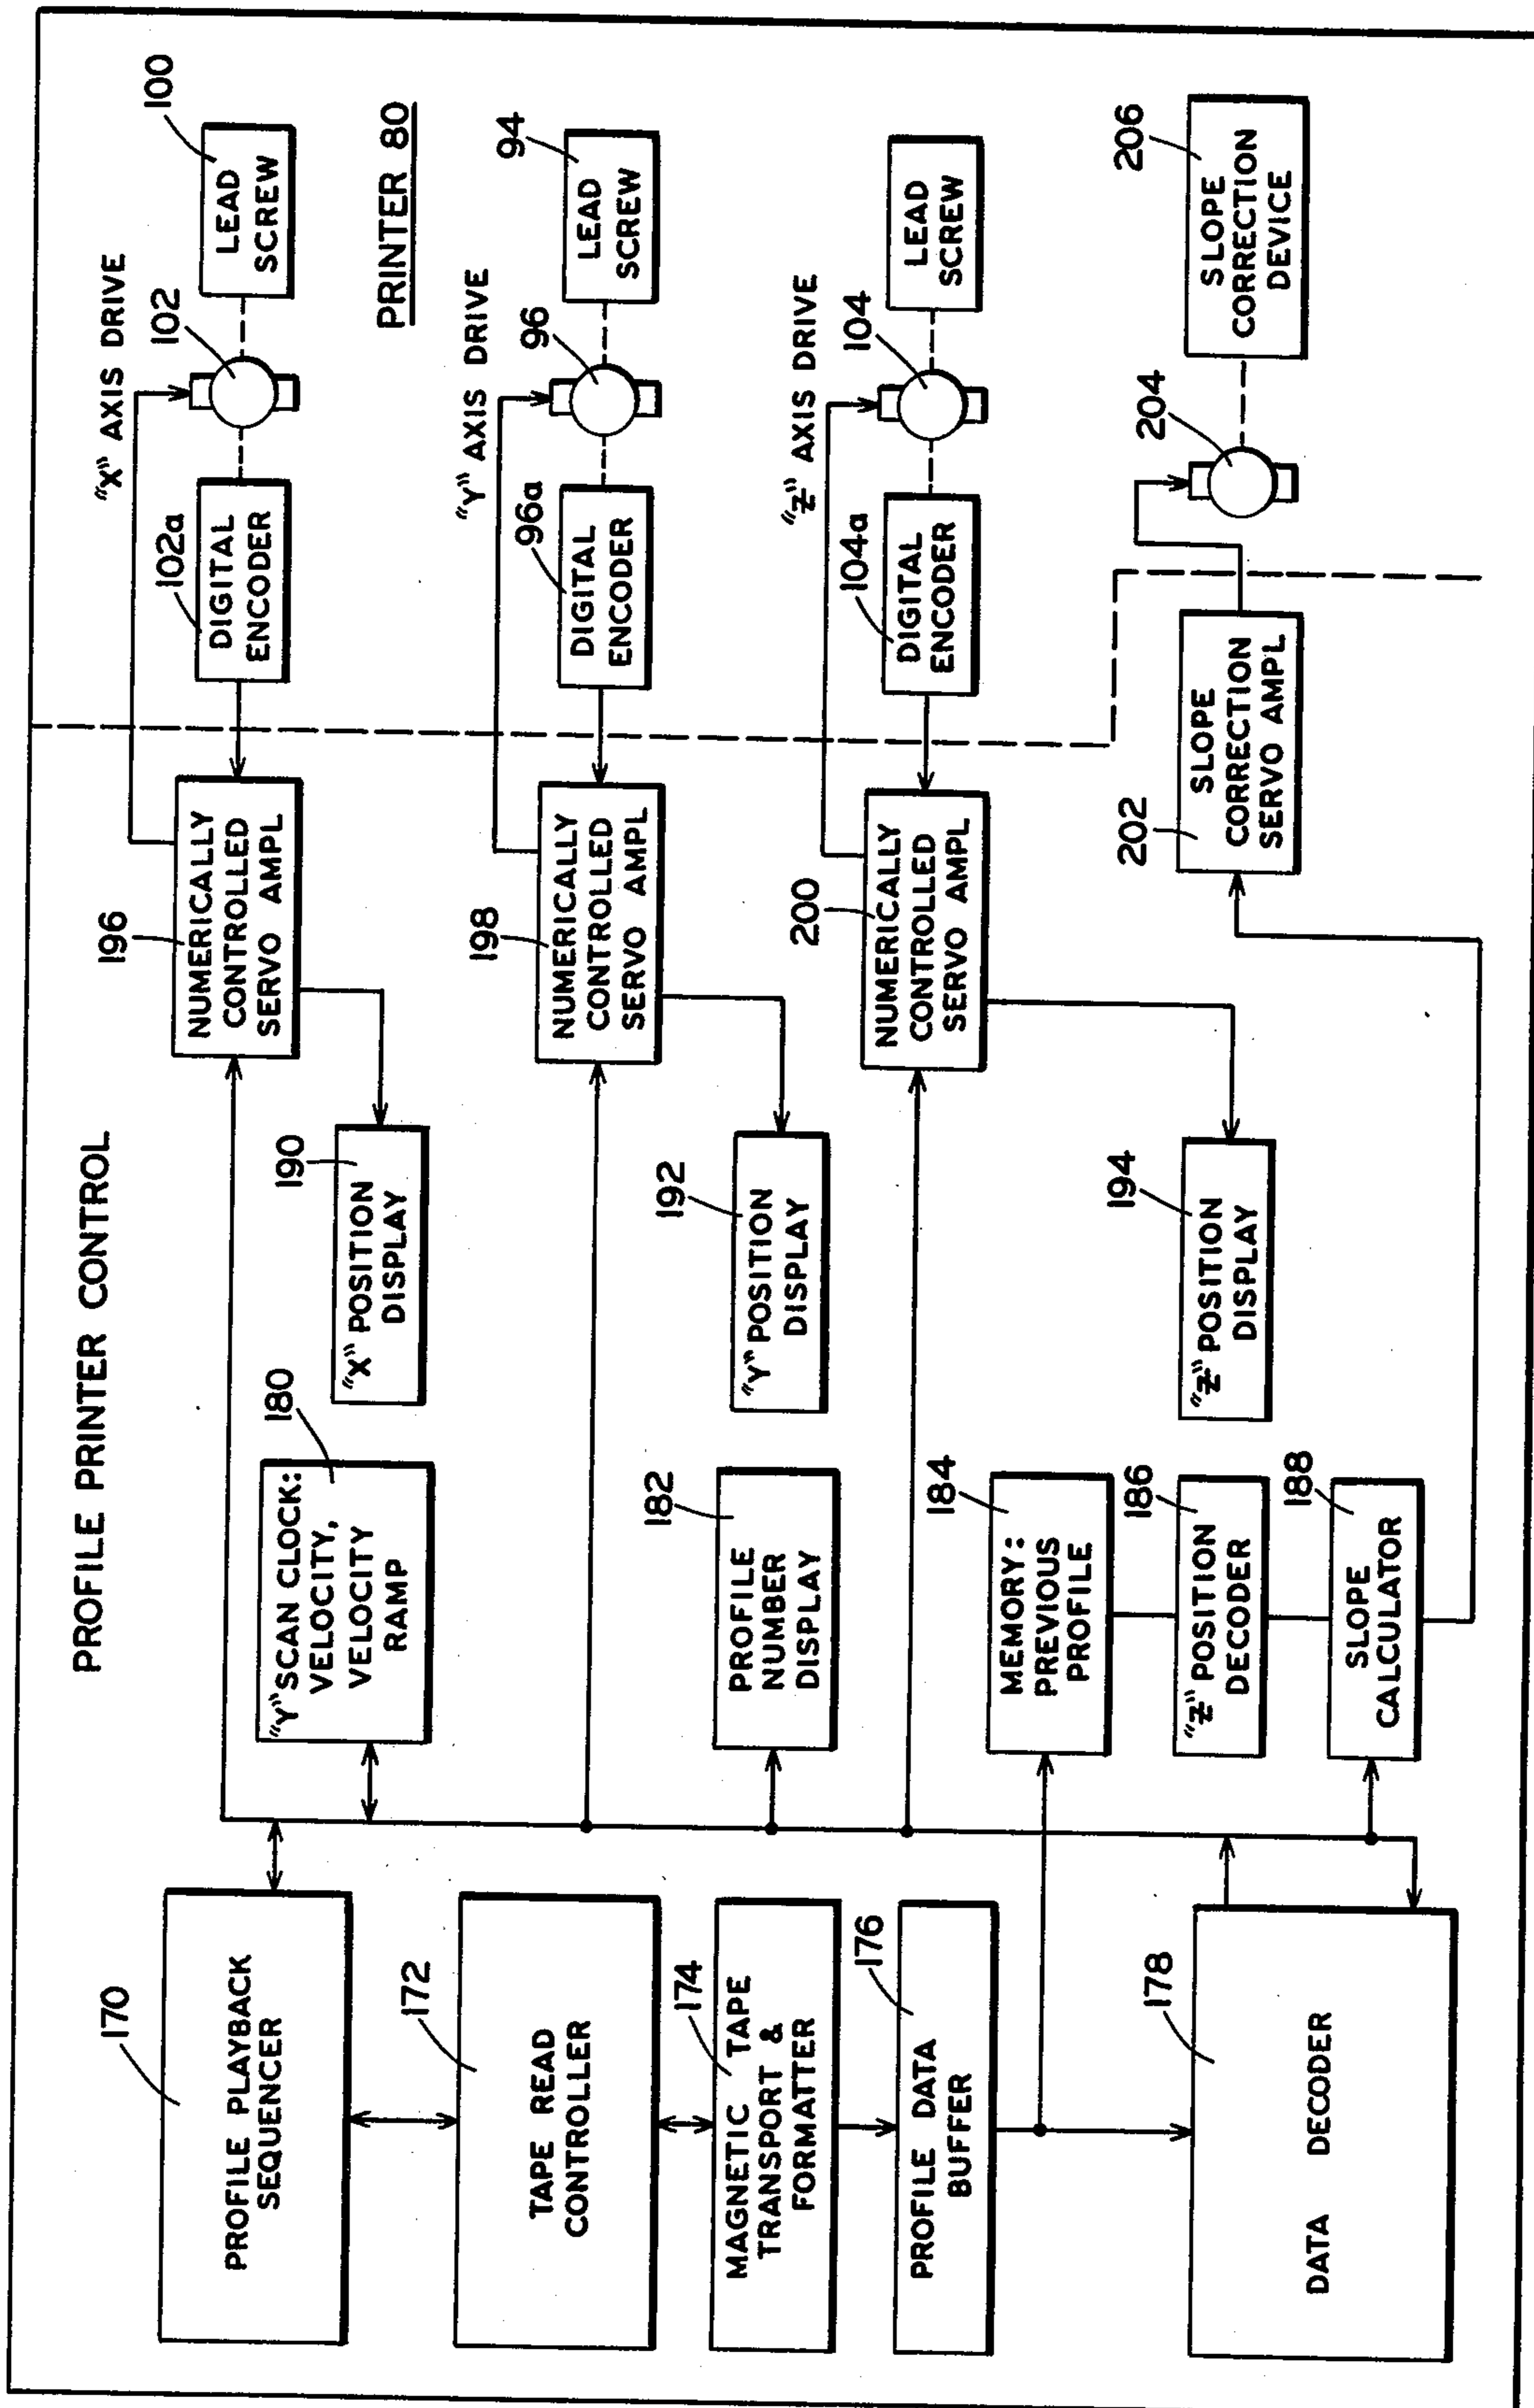 PROFILE PRINTER CONTROL
170
PROFILE PLAYBACK
SEQUENCER
172
TAPE READ
CONTROLLER
174
MAGNETIC TAPE
TRANSPORT &
FORMATTER
176
PROFILE DATA
BUFFER
178
DATA DECODER
180
"Y" SCAN CLOCK:
VELOCITY,
VELOCITY
RAMP
182
PROFILE
NUMBER
DISPLAY
184
MEMORY:
PREVIOUS
PROFILE
186
"Z" POSITION
DECODER
188
SLOPE
CALCULATOR
190
"X" POSITION
DISPLAY
192
"Y" POSITION
DISPLAY
194
"Z" POSITION
DISPLAY
196
NUMERICALLY
CONTROLLED
SERVO AMPL
198
NUMERICALLY
CONTROLLED
SERVO AMPL
200
NUMERICALLY
CONTROLLED
SERVO AMPL
202
SLOPE
CORRECTION
SERVO AMPL
"X" AXIS DRIVE
102a
DIGITAL
ENCODER
102
100
LEAD
SCREW
PRINTER 80
"Y" AXIS DRIVE
96a
DIGITAL
ENCODER
96
94
LEAD
SCREW
"Z" AXIS DRIVE
104a
DIGITAL
ENCODER
104
LEAD
SCREW
204
206
SLOPE
CORRECTION
DEVICE